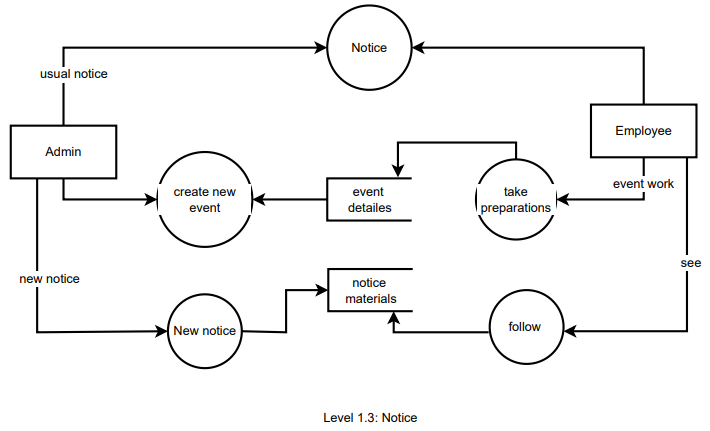 Notice
usual notice
Admin
Employee
create new
event
event
detailes
take
preparations
event work
see
new notice
notice
materials
New notice
follow
Level 1.3: Notice